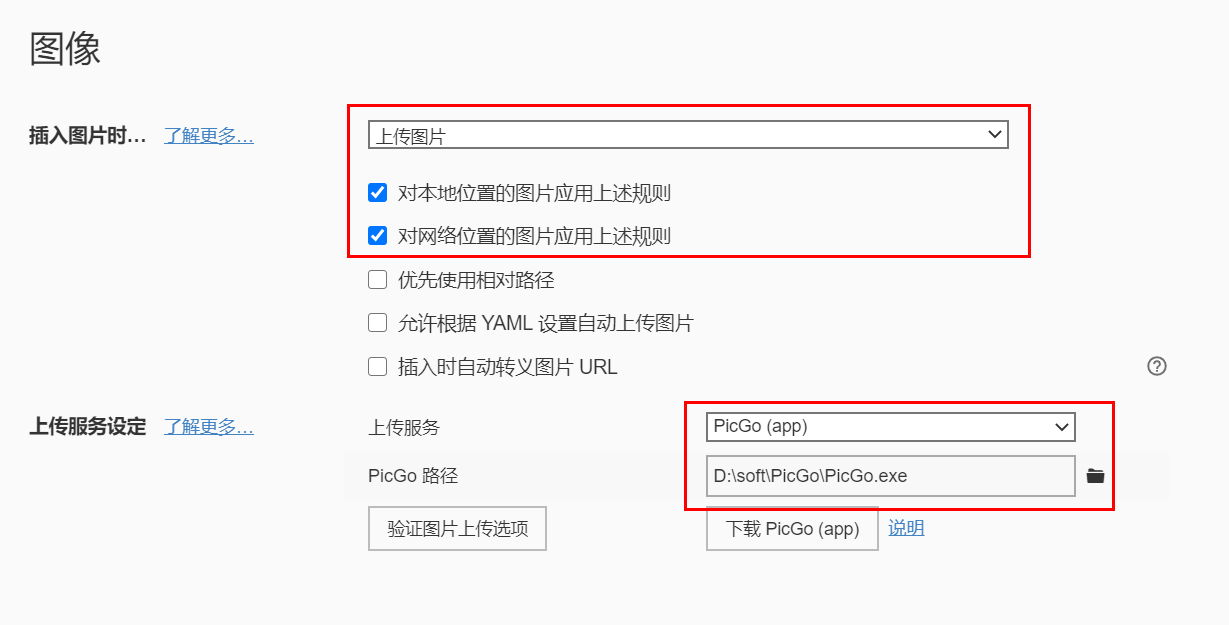 图像
插入图片时... 了解更多... 上传图片
对本地位置的图片应用上述规则
对网络位置的图片应用上述规则
优先使用相对路径
允许根据 YAML 设置自动上传图片
插入时自动转义图片 URL
上传服务设定 了解更多... 上传服务 PicGo (app)
PicGo 路径 D:\soft\PicGo\PicGo.exe
验证图片上传选项 下载 PicGo (app) 说明